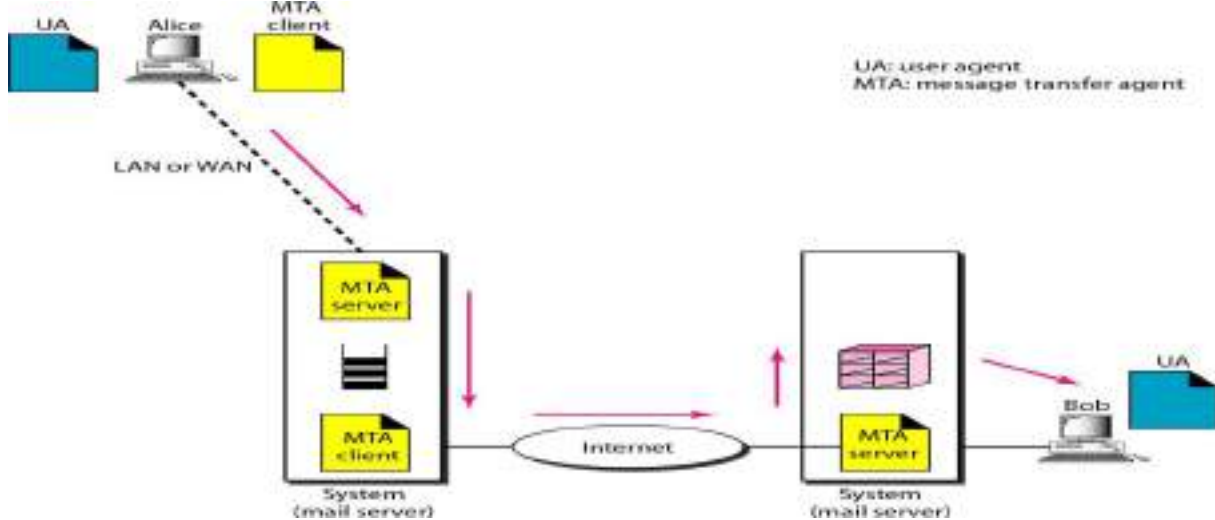 UA
Alice
MTA
client
UA: user agent
MTA: message transfer agent
LAN or WAN
MTA
server
MTA
client
System
(mail server)
Internet
MTA
server
System
(mail server)
Bob
UA